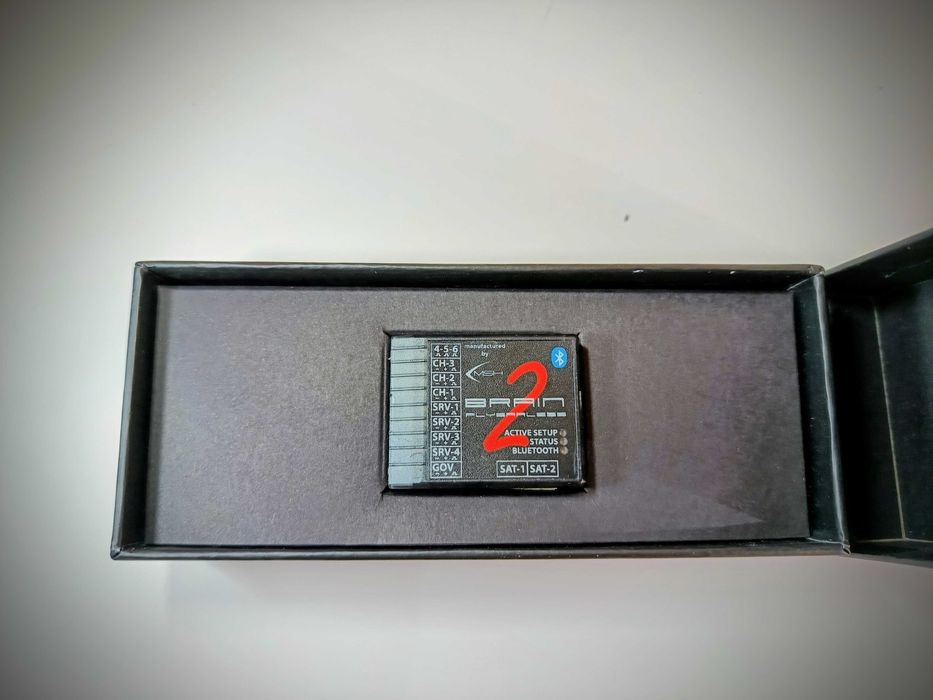 4-5-6
CH-3
CH-2
CH-1
SRV-1
SRV-2
SRV-3
SRV-4
GOV
manufactured
by
MSH
2
BRAIN
FLYBARLESS
ACTIVE SETUP
STATUS
BLUETOOTH
SAT-1 SAT-2